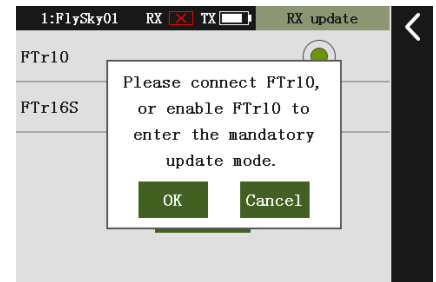 1:FlySky01 RX TX RX update
FTr10
FTr16S
Please connect FTr10,
or enable FTr10 to
enter the mandatory
update mode.
OK Cancel